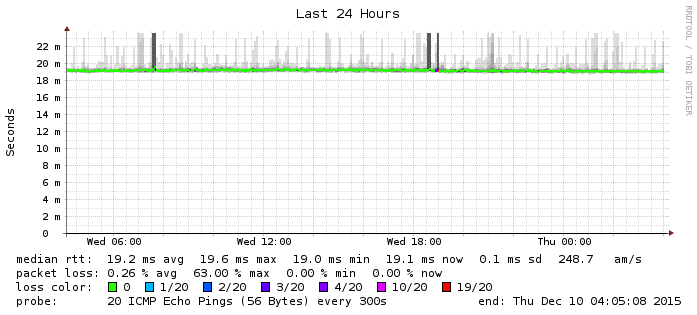 Last 24 Hours
RRDTOOL / TOBI OETIKER
Seconds
22 m
20 m
18 m
16 m
14 m
12 m
10 m
8 m
6 m
4 m
2 m
0
Wed 06:00 Wed 12:00 Wed 18:00 Thu 00:00
median rtt: 19.2 ms avg 19.6 ms max 19.0 ms min 19.1 ms now 0.1 ms sd 248.7 am/s
packet loss: 0.26 % avg 63.00 % max 0.00 % min 0.00 % now
loss color: 0 1/20 2/20 3/20 4/20 10/20 19/20
probe: 20 ICMP Echo Pings (56 Bytes) every 300s end: Thu Dec 10 04:05:08 2015